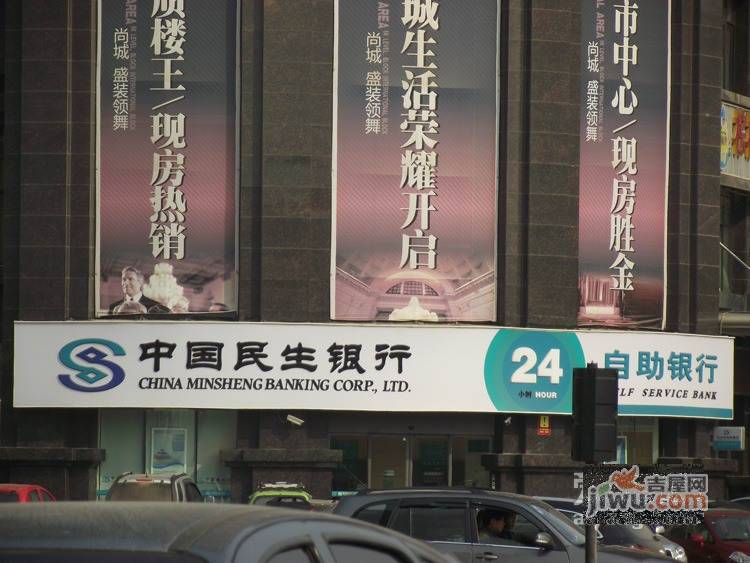 顶楼王/现房热销
尚城 盛装领舞
城生活荣耀开启
尚城 盛装领舞
市中心/现房胜金
尚城 盛装领舞
中国民生银行
CHINA MINSHENG BANKING CORP., LTD.
24
小时 HOUR
自助银行
ELF SERVICE BANK
吉屋网
jiwu.com